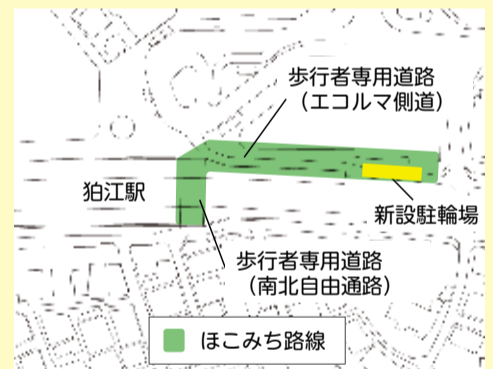 歩行者専用道路
（エコルマ側道）
狛江駅
新設駐輪場
歩行者専用道路
（南北自由通路）
ほこみち路線